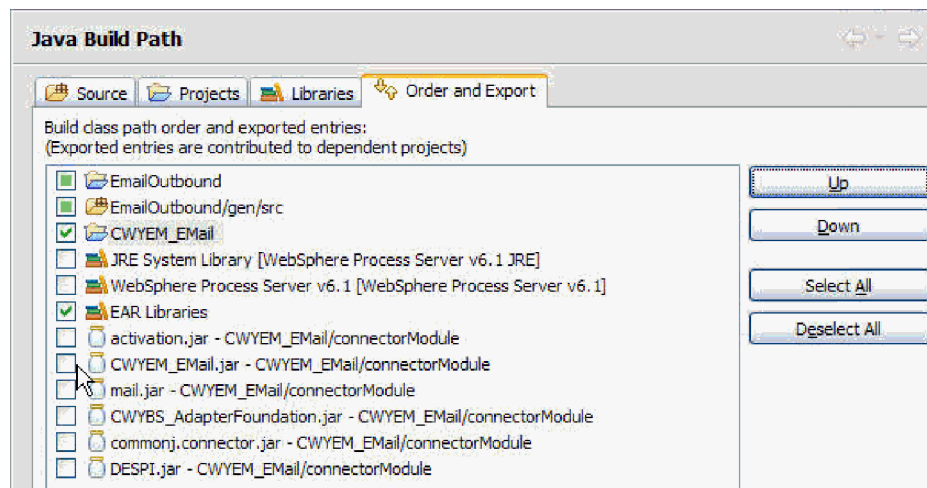 Java Build Path
Source Projects Libraries Order and Export
Build class path order and exported entries:
(Exported entries are contributed to dependent projects)
EmailOutbound
EmailOutbound/gen/src
CWYEM_EMail
JRE System Library [WebSphere Process Server v6.1 JRE]
WebSphere Process Server v6.1 [WebSphere Process Server v6.1]
EAR Libraries
activation.jar - CWYEM_EMail/connectorModule
CWYEM_EMail.jar - CWYEM_EMail/connectorModule
mail.jar - CWYEM_EMail/connectorModule
CWYBS_AdapterFoundation.jar - CWYEM_EMail/connectorModule
commonj.connector.jar - CWYEM_EMail/connectorModule
DESPI.jar - CWYEM_EMail/connectorModule
Up
Down
Select All
Deselect All